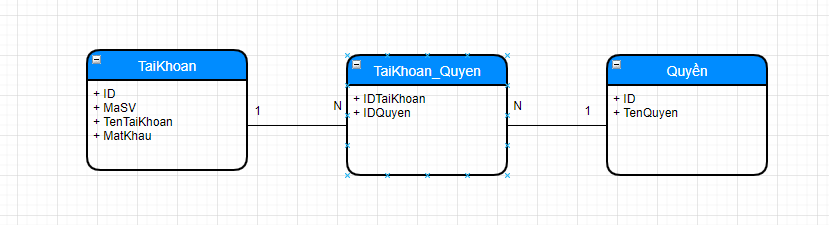 TaiKhoan
+ ID
+ MaSV
+ TenTaiKhoan
+ MatKhau
1
N
TaiKhoan_Quyen
+ IDTaiKhoan
+ IDQuyen
N
1
Quyền
+ ID
+ TenQuyen